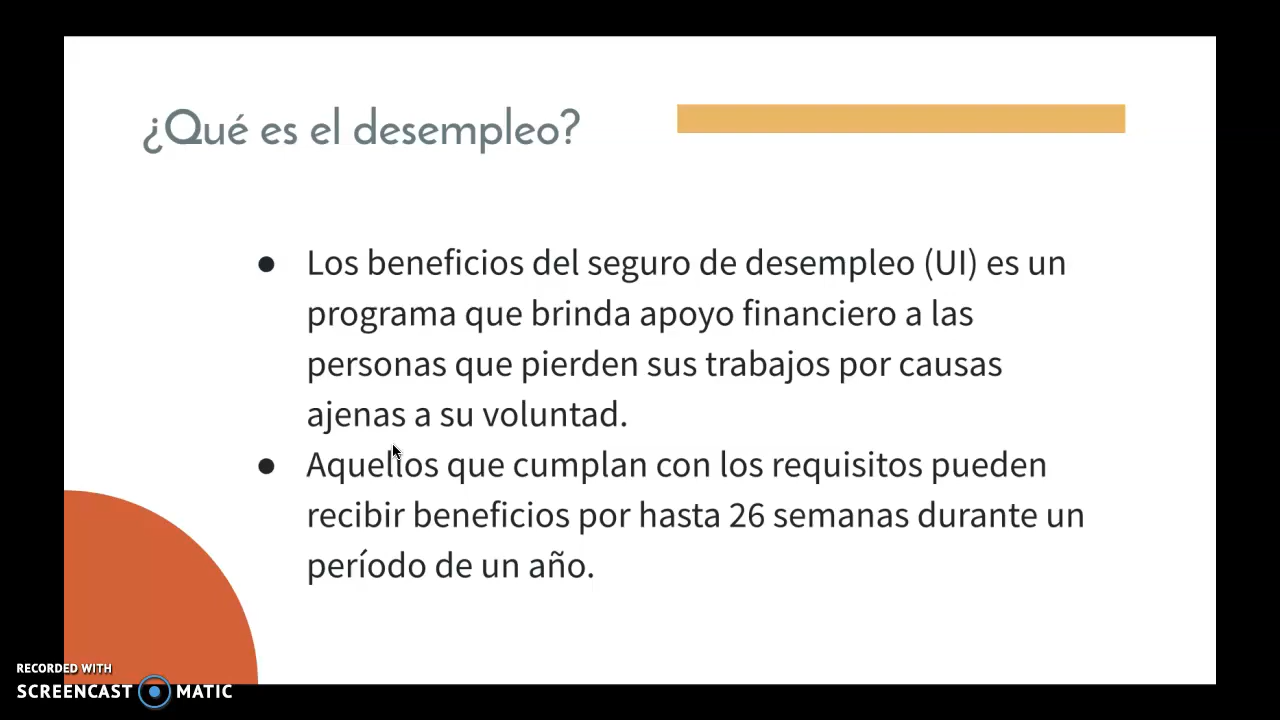 ¿Qué es el desempleo?
● Los beneficios del seguro de desempleo (UI) es un
programa que brinda apoyo financiero a las
personas que pierden sus trabajos por causas
ajenas a su voluntad.
● Aquellos que cumplan con los requisitos pueden
recibir beneficios por hasta 26 semanas durante un
período de un año.
RECORDED WITH
SCREENCAST MATIC